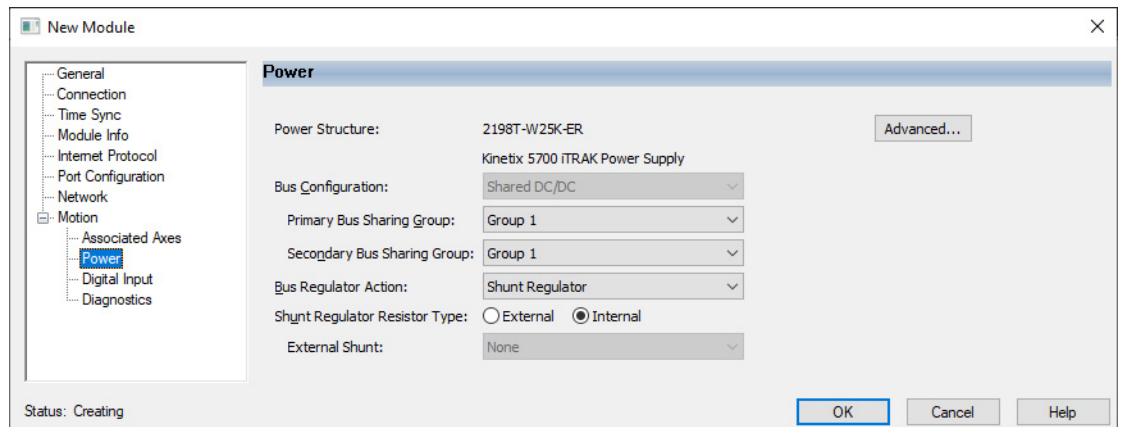 New Module
General
Connection
Time Sync
Module Info
Internet Protocol
Port Configuration
Network
Motion
Associated Axes
Power
Digital Input
Diagnostics
Power
Power Structure: 2198T-W25K-ER Advanced...
Kinetix 5700 iTRAK Power Supply
Bus Configuration: Shared DC/DC
Primary Bus Sharing Group: Group 1
Secondary Bus Sharing Group: Group 1
Bus Regulator Action: Shunt Regulator
Shunt Regulator Resistor Type: External Internal
External Shunt: None
Status: Creating OK Cancel Help